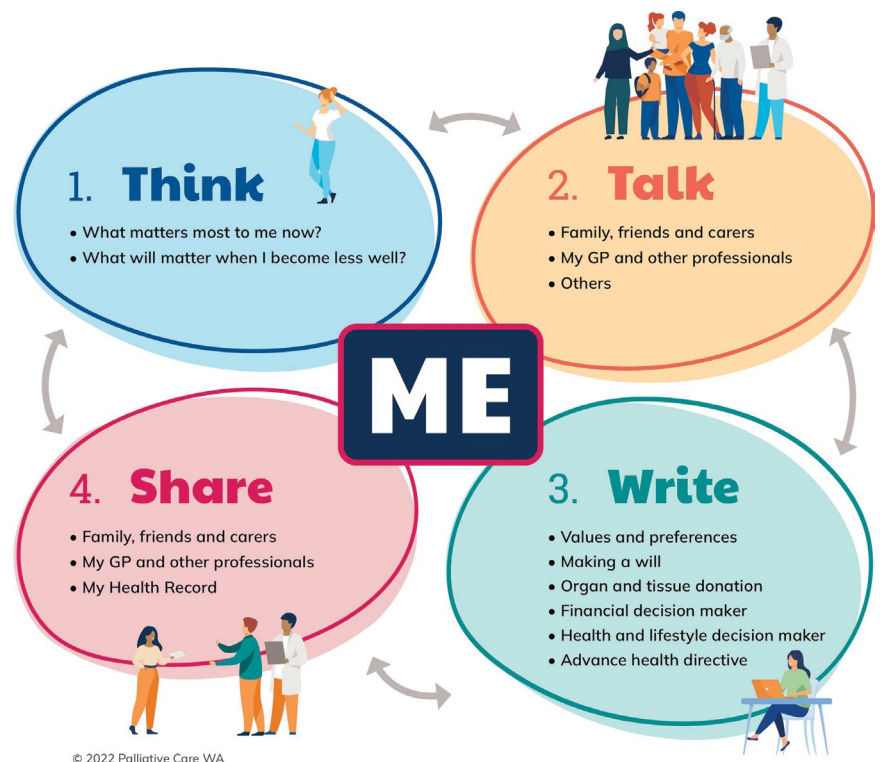 1. Think
• What matters most to me now?
• What will matter when I become less well?
2. Talk
• Family, friends and carers
• My GP and other professionals
• Others
ME
3. Write
• Values and preferences
• Making a will
• Organ and tissue donation
• Financial decision maker
• Health and lifestyle decision maker
• Advance health directive
4. Share
• Family, friends and carers
• My GP and other professionals
• My Health Record
© 2022 Palliative Care WA